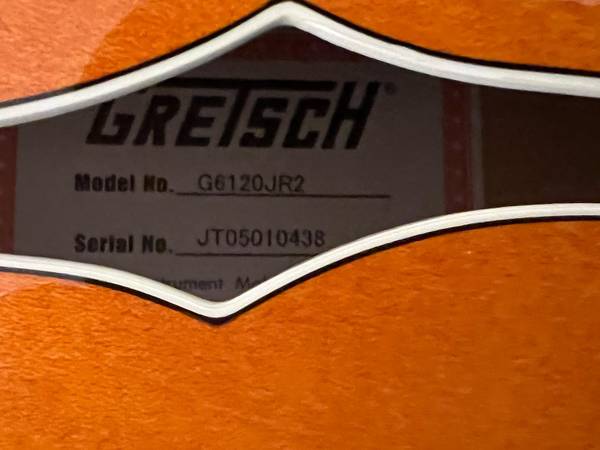 GRETSCH®
Model No. G6120JR2
Serial No. JT05010438